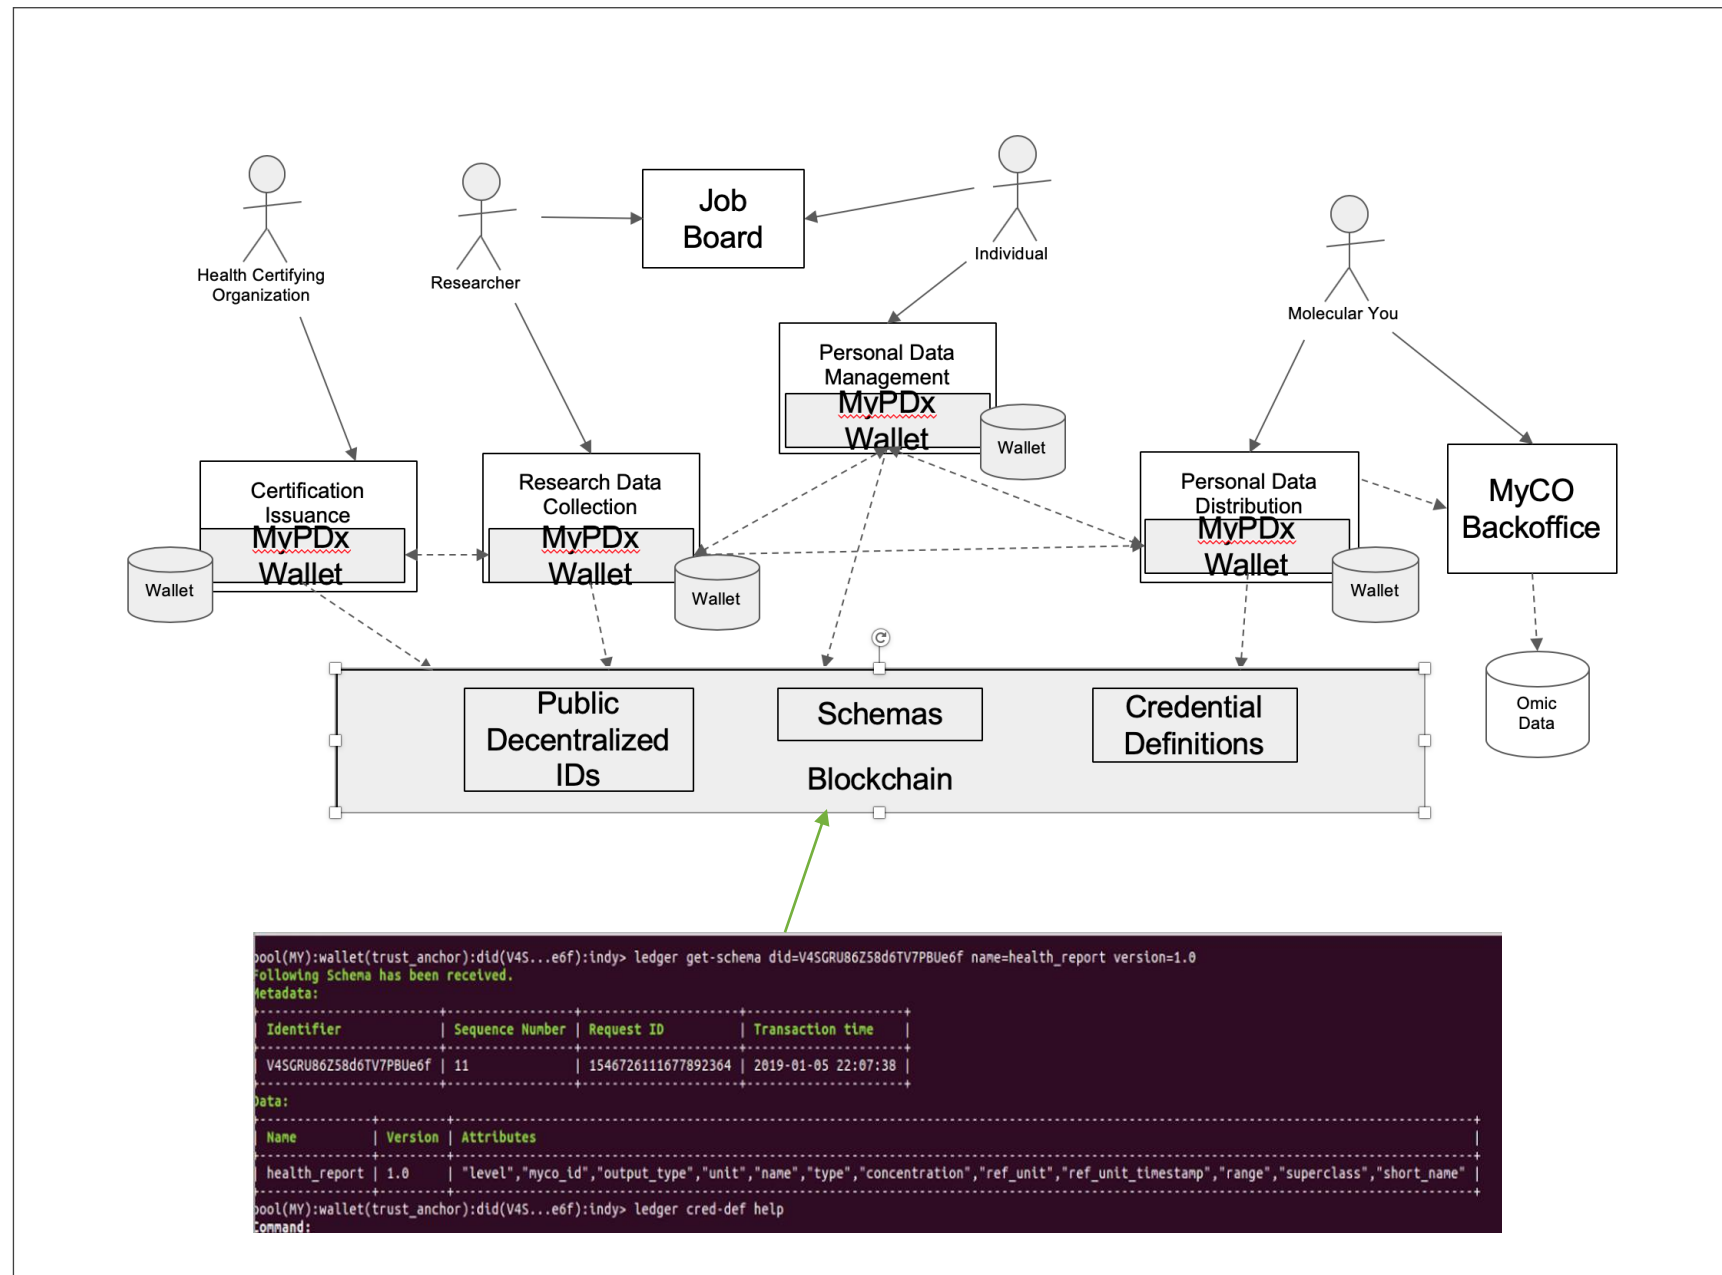 Job
Board
Health Certifying
Organization
Researcher
Individual
Molecular You
Personal Data
Management
MyPDx
Wallet
Wallet
Certification
Issuance
MyPDx
Wallet
Wallet
Research Data
Collection
MyPDx
Wallet
Wallet
Personal Data
Distribution
MyPDx
Wallet
Wallet
MyCO
Backoffice
Omic
Data
Public
Decentralized
IDs
Schemas
Credential
Definitions
Blockchain
pool(MY):wallet(trust_anchor):did(V4S...e6f):indy> ledger get-schema did=V4SGRU86Z58d6TV7PBUe6f name=health_report version=1.0
Following Schema has been received.
Metadata:
| Identifier | Sequence Number | Request ID | Transaction time |
| V4SGRU86Z58d6TV7PBUe6f | 11 | 1546726111677892364 | 2019-01-05 22:07:38 |
Data:
| Name | Version | Attributes |
| health_report | 1.0 | "level","myco_id","output_type","unit","name","type","concentration","ref_unit","ref_unit_timestamp","range","superclass","short_name" |
pool(MY):wallet(trust_anchor):did(V4S...e6f):indy> ledger cred-def help
Command: